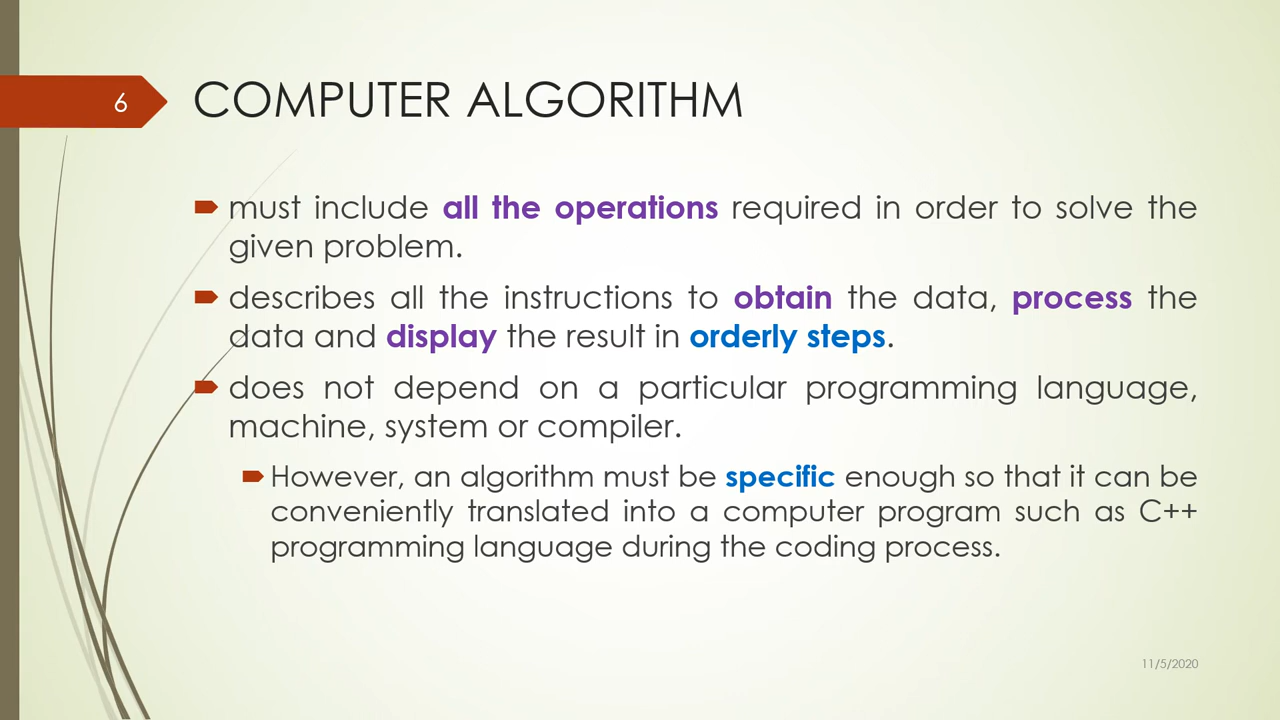 6
COMPUTER ALGORITHM
must include all the operations required in order to solve the
given problem.
describes all the instructions to obtain the data, process the
data and display the result in orderly steps.
does not depend on a particular programming language,
machine, system or compiler.
However, an algorithm must be specific enough so that it can be
conveniently translated into a computer program such as C++
programming language during the coding process.
11/5/2020